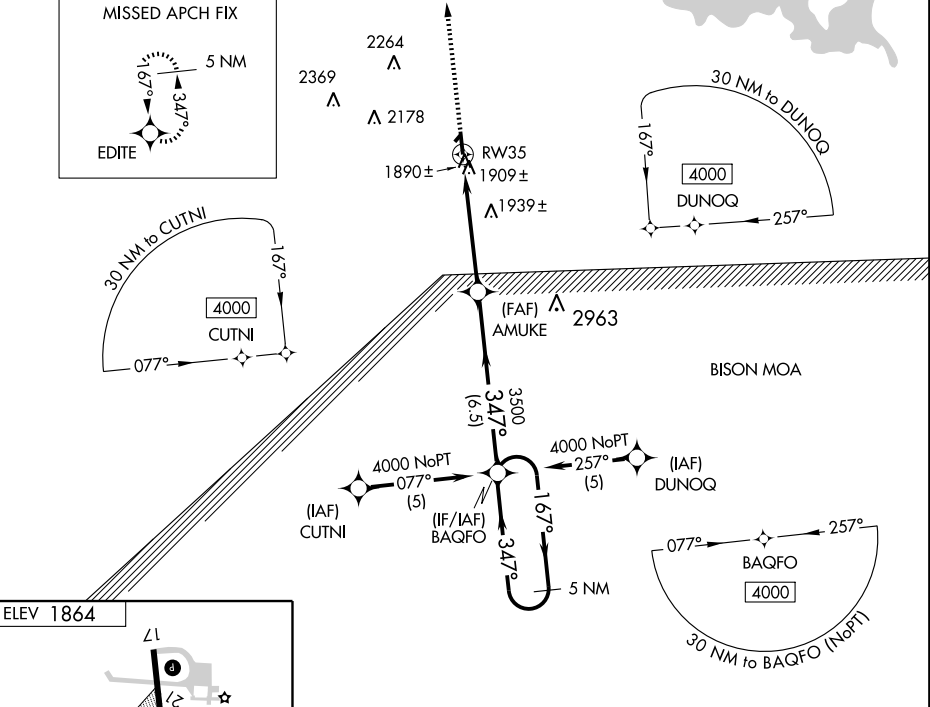 MISSED APCH FIX
5 NM
167°
347°
EDITE
2264
2369
2178
RW35
1890±
1909±
1939±
30 NM to DUNOQ
167°
4000
DUNOQ
257°
30 NM to CUTNI
167°
4000
CUTNI
077°
(FAF)
AMUKE
2963
BISON MOA
3500
347°
(6.5)
4000 NoPT
077°
(5)
(IAF)
CUTNI
(IF/IAF)
BAQFO
4000 NoPT
257°
(5)
(IAF)
DUNOQ
167°
347°
5 NM
077°
257°
BAQFO
4000
30 NM to BAQFO (NoPT)
ELEV 1864
17
P
21